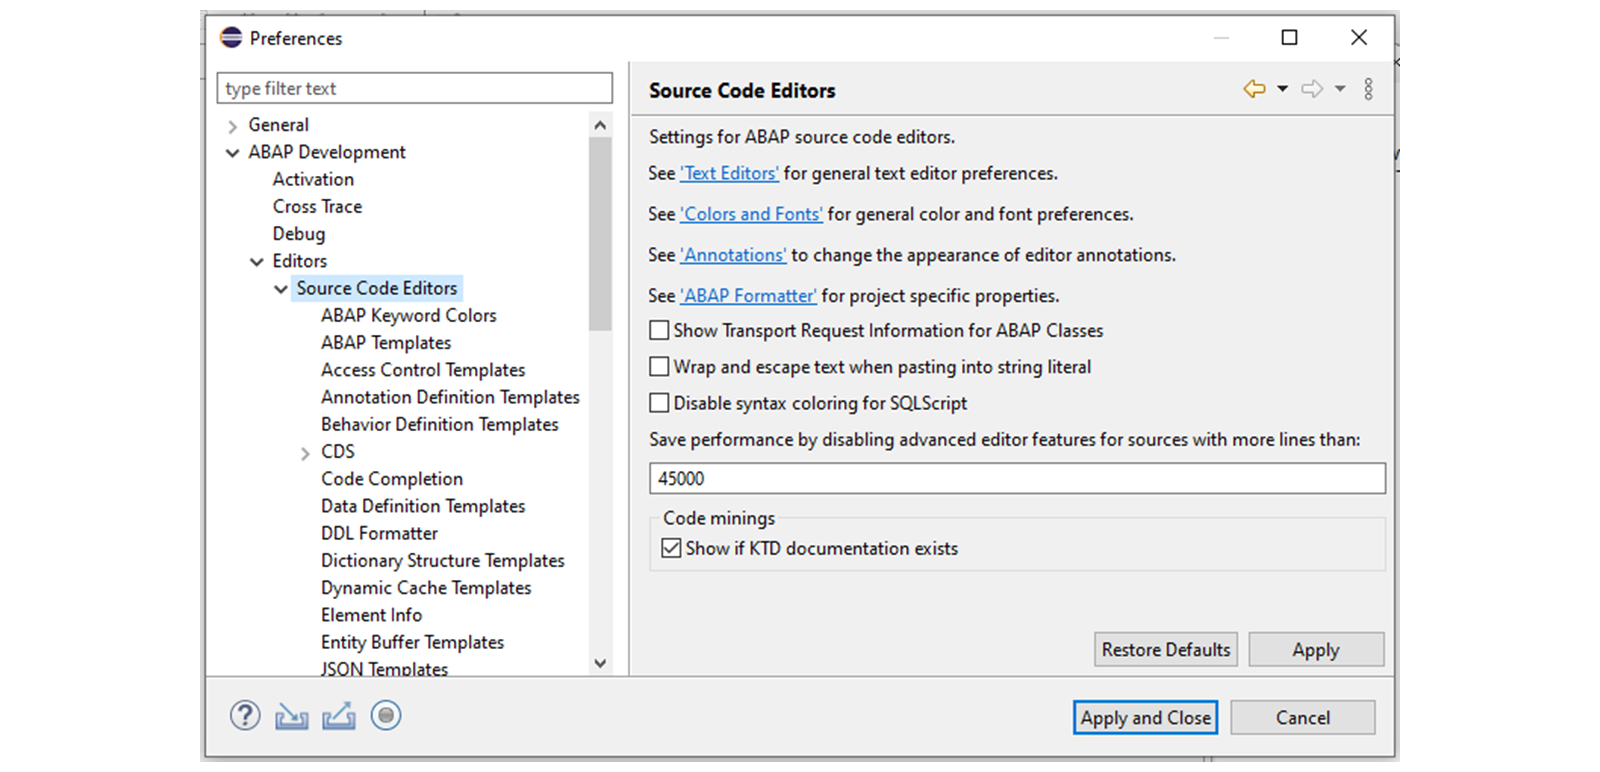 Preferences
type filter text
General
ABAP Development
Activation
Cross Trace
Debug
Editors
Source Code Editors
ABAP Keyword Colors
ABAP Templates
Access Control Templates
Annotation Definition Templates
Behavior Definition Templates
CDS
Code Completion
Data Definition Templates
DDL Formatter
Dictionary Structure Templates
Dynamic Cache Templates
Element Info
Entity Buffer Templates
JSON Templates
Source Code Editors
Settings for ABAP source code editors.
See 'Text Editors' for general text editor preferences.
See 'Colors and Fonts' for general color and font preferences.
See 'Annotations' to change the appearance of editor annotations.
See 'ABAP Formatter' for project specific properties.
Show Transport Request Information for ABAP Classes
Wrap and escape text when pasting into string literal
Disable syntax coloring for SQLScript
Save performance by disabling advanced editor features for sources with more lines than:
45000
Code minings
Show if KTD documentation exists
Restore Defaults
Apply
Apply and Close
Cancel